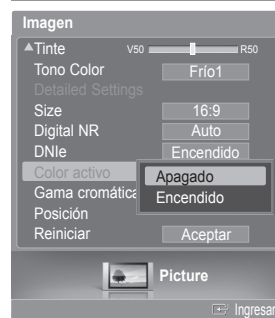 Imagen
▲Tinte V50 R50
Tono Color Frío1
Detailed Settings
Size 16:9
Digital NR Auto
DNIe Encendido
Color activo Apagado
Gama cromática Encendido
Posición
Reiniciar Aceptar
Picture
Ingresar